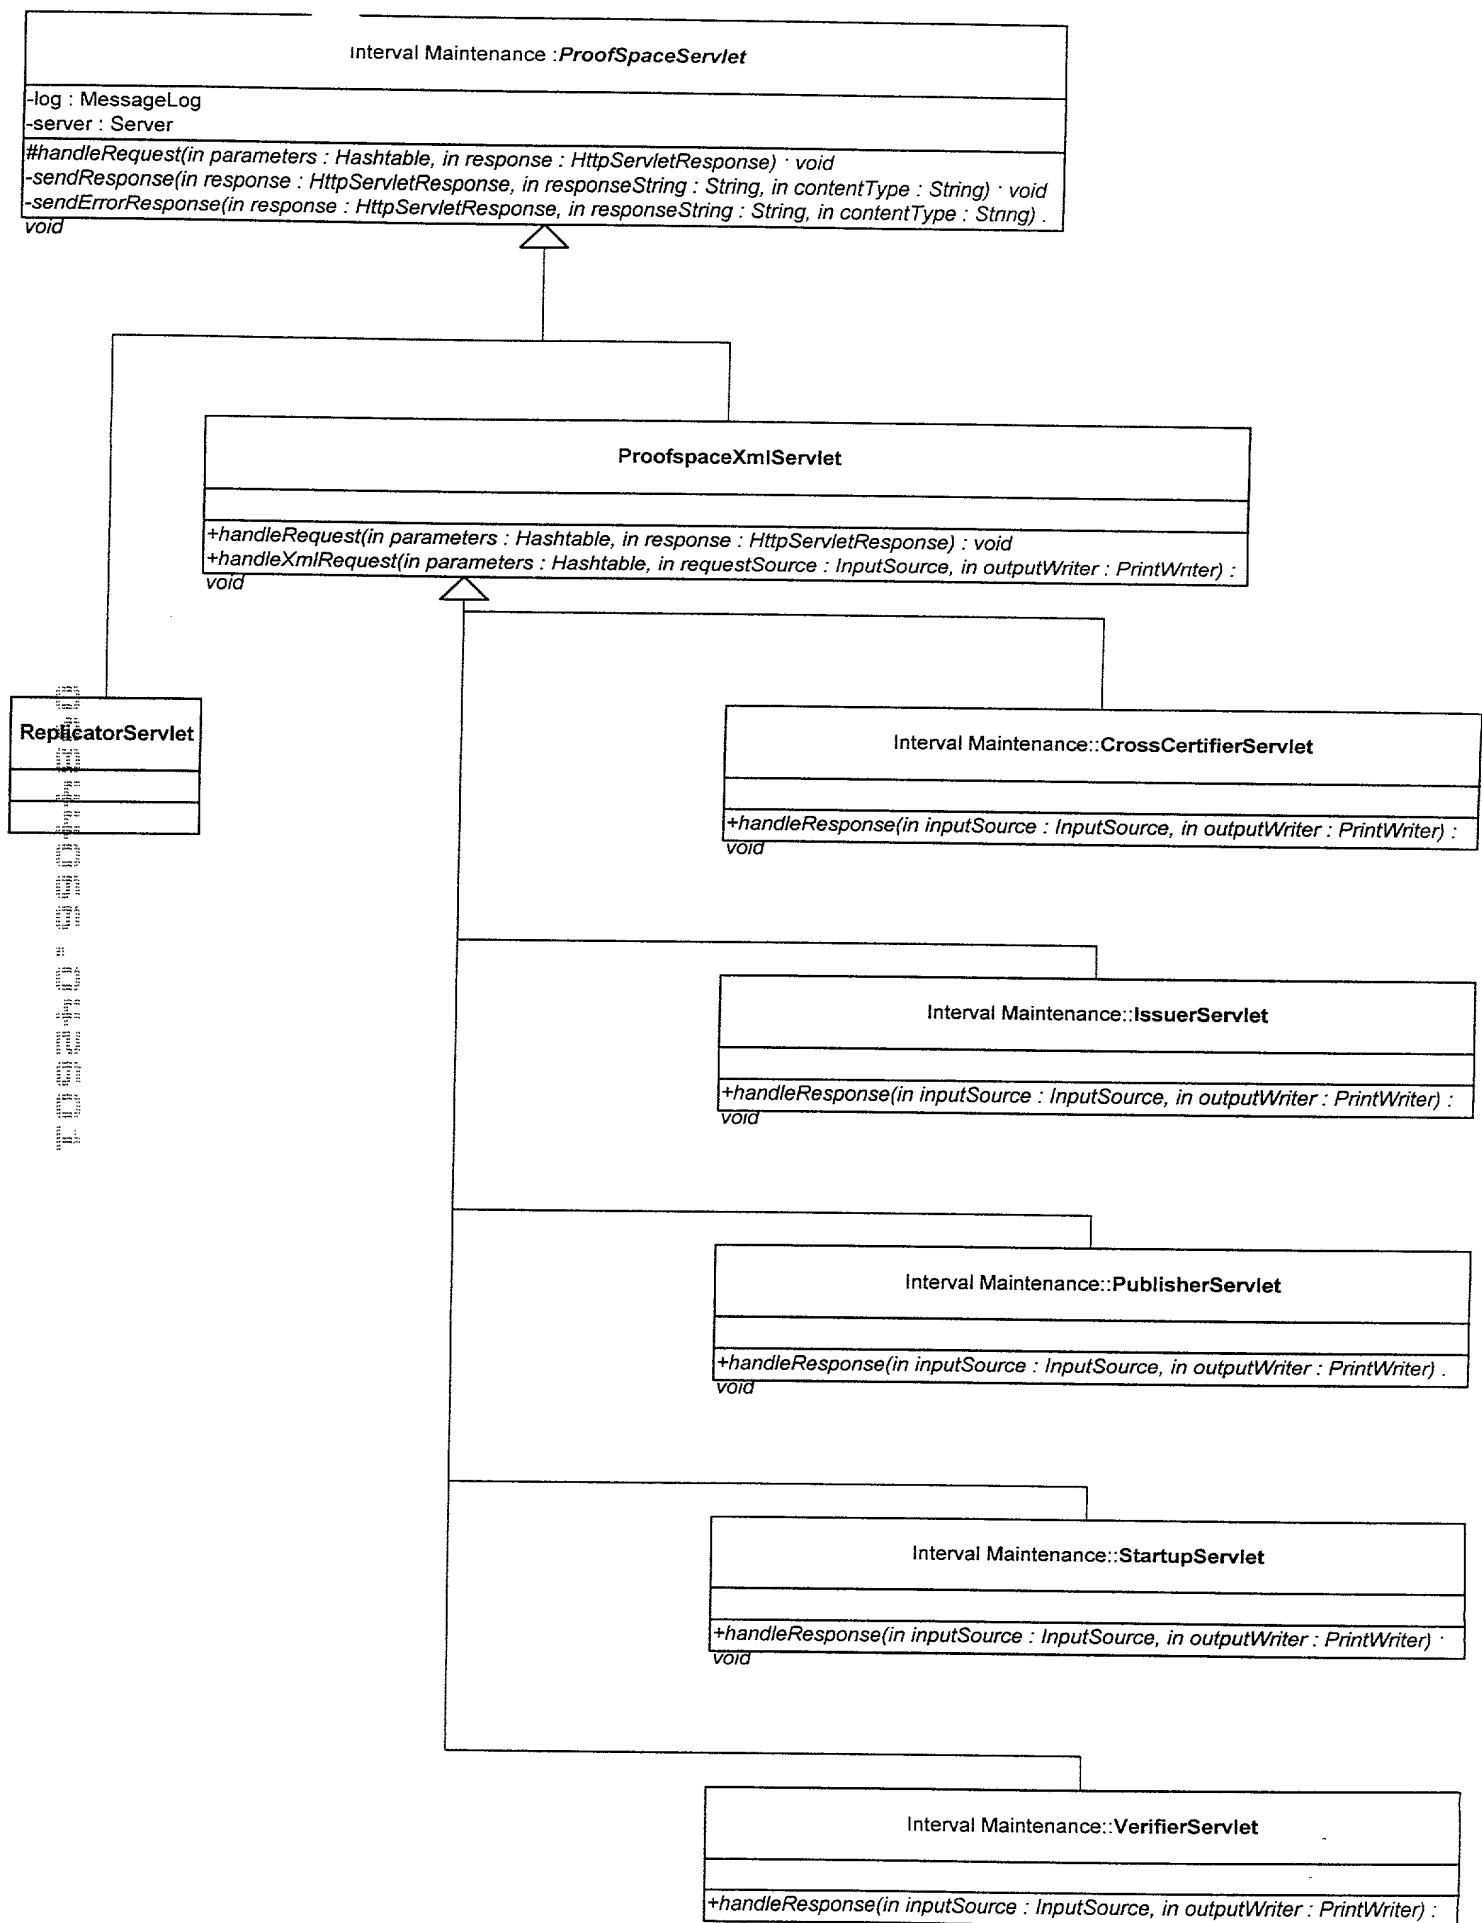 Interval Maintenance :ProofSpaceServlet
-log : MessageLog
-server : Server
#handleRequest(in parameters : Hashtable, in response : HttpServletResponse) : void
-sendResponse(in response : HttpServletResponse, in responseString : String, in contentType : String) : void
-sendErrorResponse(in response : HttpServletResponse, in responseString : String, in contentType : String) :
void
ProofspaceXmlServlet
+handleRequest(in parameters : Hashtable, in response : HttpServletResponse) : void
+handleXmlRequest(in parameters : Hashtable, in requestSource : InputSource, in outputWriter : PrintWriter) :
void
ReplicatorServlet
Interval Maintenance::CrossCertifierServlet
+handleResponse(in inputSource : InputSource, in outputWriter : PrintWriter) :
void
Interval Maintenance::IssuerServlet
+handleResponse(in inputSource : InputSource, in outputWriter : PrintWriter) :
void
Interval Maintenance::PublisherServlet
+handleResponse(in inputSource : InputSource, in outputWriter : PrintWriter) :
void
Interval Maintenance::StartupServlet
+handleResponse(in inputSource : InputSource, in outputWriter : PrintWriter) :
void
Interval Maintenance::VerifierServlet
+handleResponse(in inputSource : InputSource, in outputWriter : PrintWriter) :